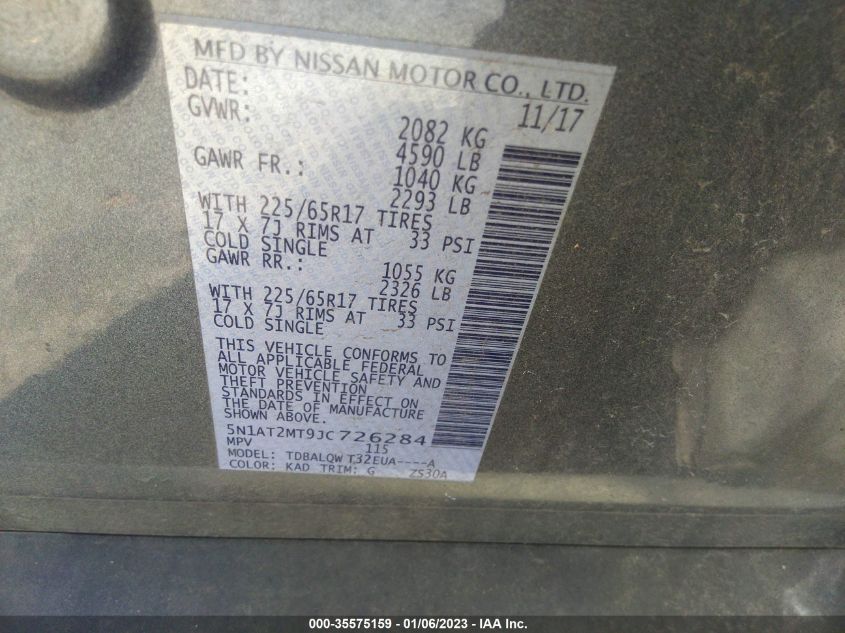 MFD BY NISSAN MOTOR CO., LTD.
DATE: 11/17
GVWR: 2082 KG
4590 LB
GAWR FR.: 1040 KG
2293 LB
WITH 225/65R17 TIRES
17 X 7J RIMS AT 33 PSI
COLD SINGLE
GAWR RR.: 1055 KG
2326 LB
WITH 225/65R17 TIRES
17 X 7J RIMS AT 33 PSI
COLD SINGLE
THIS VEHICLE CONFORMS TO
ALL APPLICABLE FEDERAL
MOTOR VEHICLE SAFETY AND
THEFT PREVENTION
STANDARDS IN EFFECT ON
THE DATE OF MANUFACTURE
SHOWN ABOVE.
5N1AT2MT9JC726284
MPV 115
MODEL: TDBALQW T32EUA----A
COLOR: KAD TRIM: G ZS30A
000-35575159 - 01/06/2023 - IAA Inc.